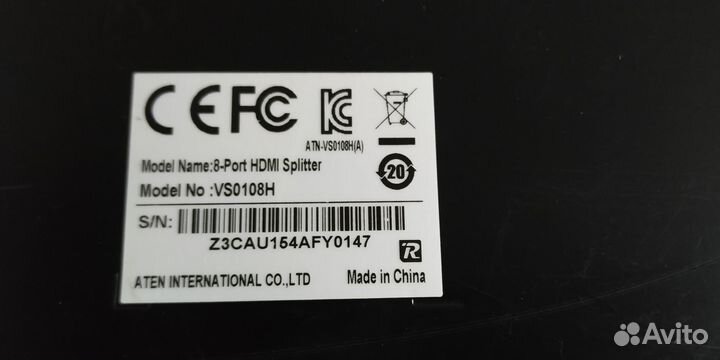 CE FC KC
ATN-VS0108H(A)
Model Name:8-Port HDMI Splitter
Model No :VS0108H
20
S/N:
Z3CAU154AFY0147
R
ATEN INTERNATIONAL CO.,LTD
Made in China
Avito